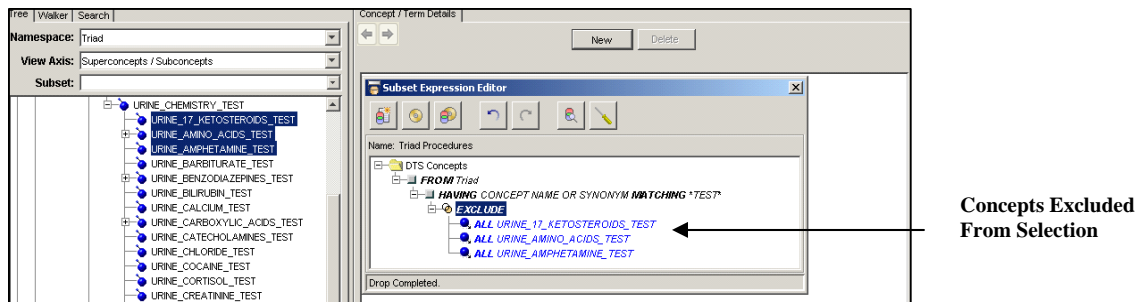 Tree Walker Search
Namespace: Triad
View Axis: Superconcepts / Subconcepts
Subset:
URINE_CHEMISTRY_TEST
URINE_17_KETOSTEROIDS_TEST
URINE_AMINO_ACIDS_TEST
URINE_AMPHETAMINE_TEST
URINE_BARBITURATE_TEST
URINE_BENZODIAZEPINES_TEST
URINE_BILIRUBIN_TEST
URINE_CALCIUM_TEST
URINE_CARBOXYLIC_ACIDS_TEST
URINE_CATECHOLAMINES_TEST
URINE_CHLORIDE_TEST
URINE_COCAINE_TEST
URINE_CORTISOL_TEST
URINE_CREATININE_TEST
Concept / Term Details
New Delete
Subset Expression Editor
Name: Triad Procedures
DTS Concepts
FROM Triad
HAVING CONCEPT NAME OR SYNONYM MATCHING *TEST*
EXCLUDE
ALL URINE_17_KETOSTEROIDS_TEST
ALL URINE_AMINO_ACIDS_TEST
ALL URINE_AMPHETAMINE_TEST
Drop Completed.
Concepts Excluded
From Selection